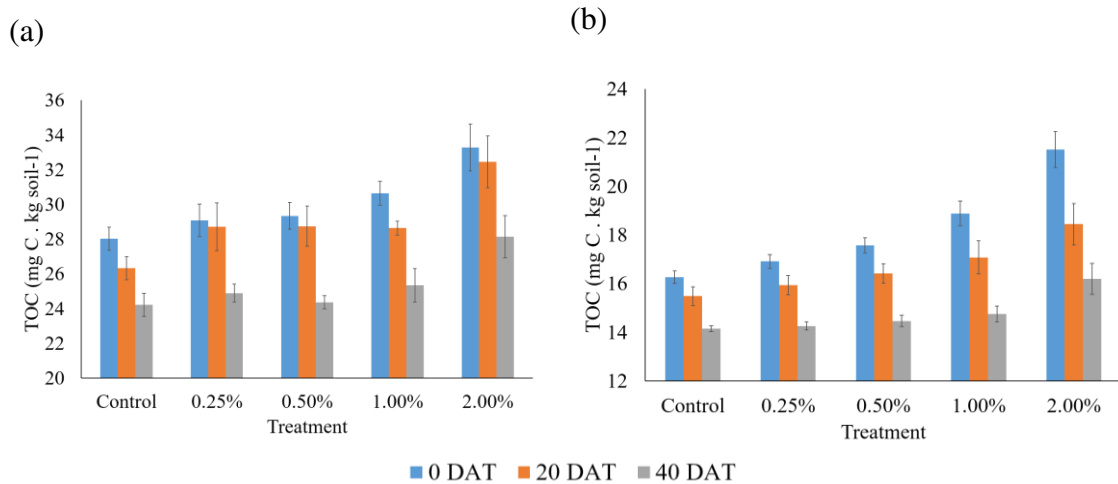 (a)
TOC (mg C . kg soil-1)
36
34
32
30
28
26
24
22
20
Control 0.25% 0.50% 1.00% 2.00%
Treatment
(b)
TOC (mg C . kg soil-1)
24
22
20
18
16
14
12
Control 0.25% 0.50% 1.00% 2.00%
Treatment
0 DAT 20 DAT 40 DAT